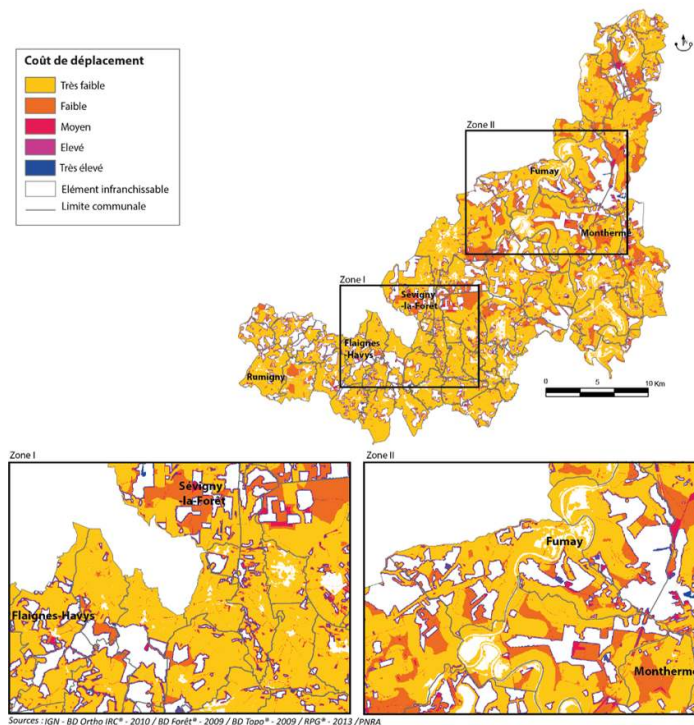 Coût de déplacement
Très faible
Faible
Moyen
Elevé
Très élevé
Elément infranchissable
Limite communale
Zone II
Fumay
Monthermé
Zone I
Sévigny
-la-Forêt
Flaignes
-Havys
Rumigny
0 5 10 Km
Zone I
Sévigny
-la-Forêt
Flaignes-Havys
Zone II
Fumay
Monthermé
Sources : IGN - BD Ortho IRC® - 2010 / BD Forêt® - 2009 / BD Topo® - 2009 / RPG® - 2013 / PNRA